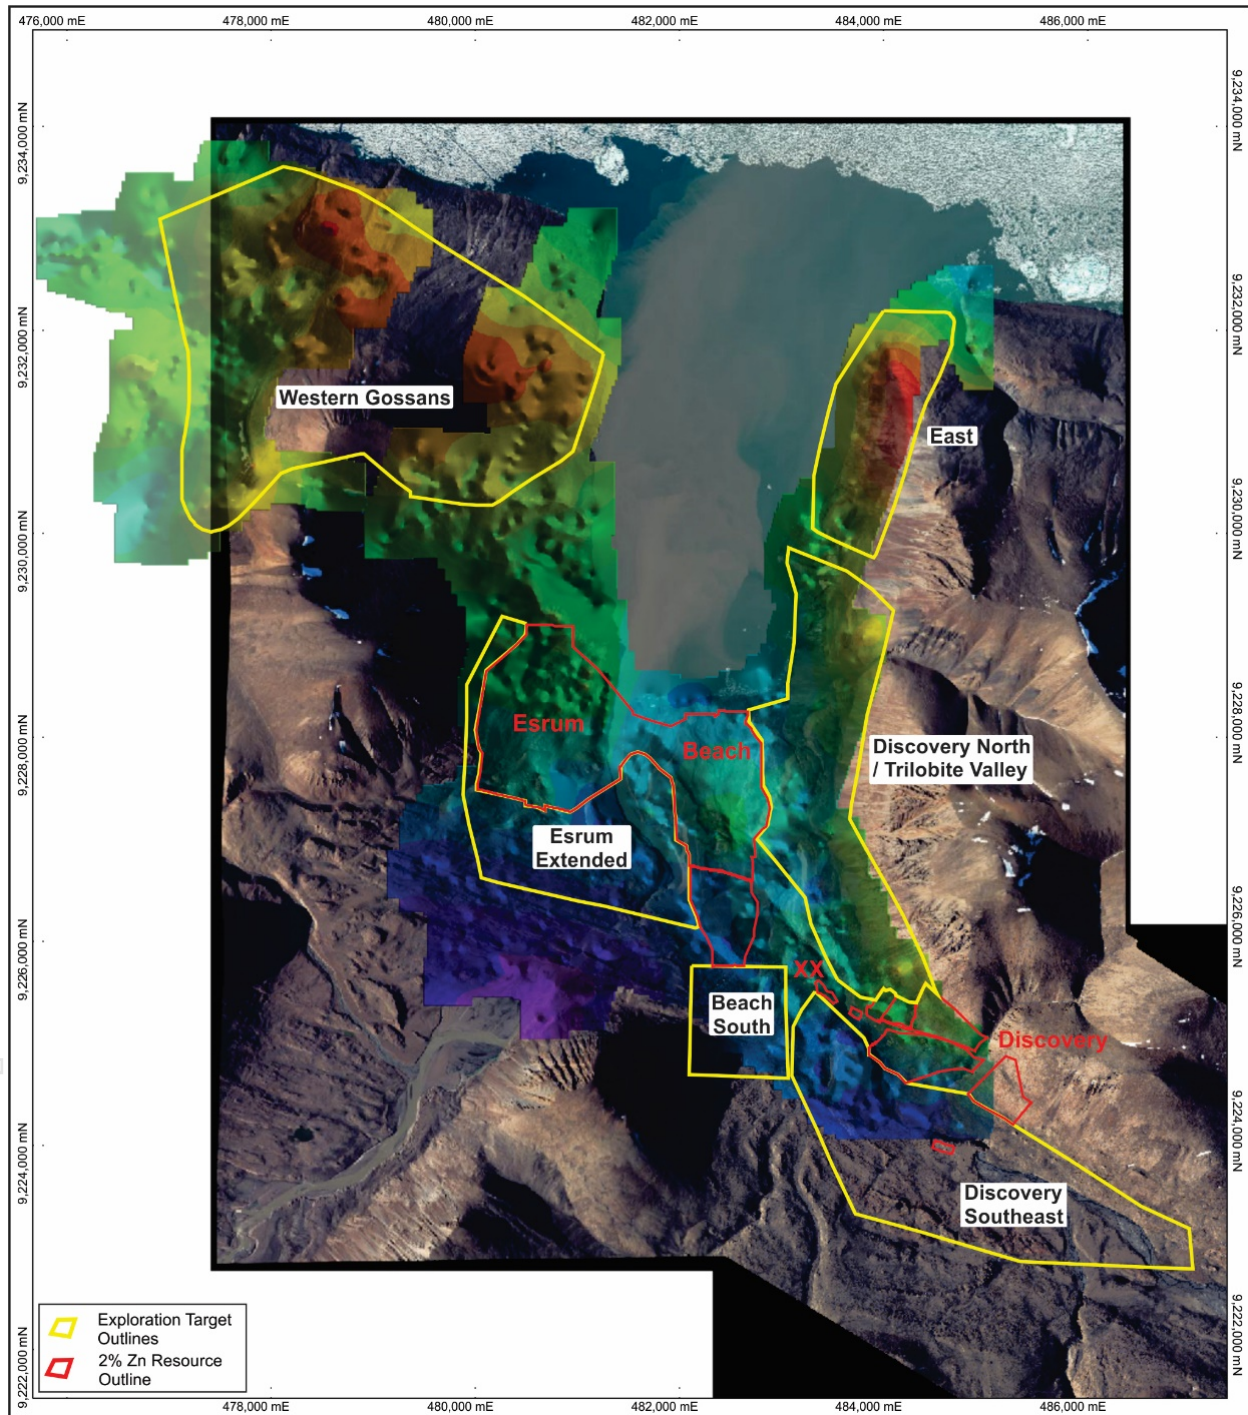 476,000 mE
478,000 mE
480,000 mE
482,000 mE
484,000 mE
486,000 mE
9,234,000 mN
9,234,000 mN
9,232,000 mN
9,232,000 mN
Western Gossans
East
9,230,000 mN
9,230,000 mN
Esrum
Beach
Discovery North
/ Trilobite Valley
9,228,000 mN
9,228,000 mN
Esrum
Extended
9,226,000 mN
9,226,000 mN
XX
Beach
South
Discovery
9,224,000 mN
9,224,000 mN
Discovery
Southeast
9,222,000 mN
9,222,000 mN
Exploration Target
Outlines
2% Zn Resource
Outline
478,000 mE
480,000 mE
482,000 mE
484,000 mE
486,000 mE